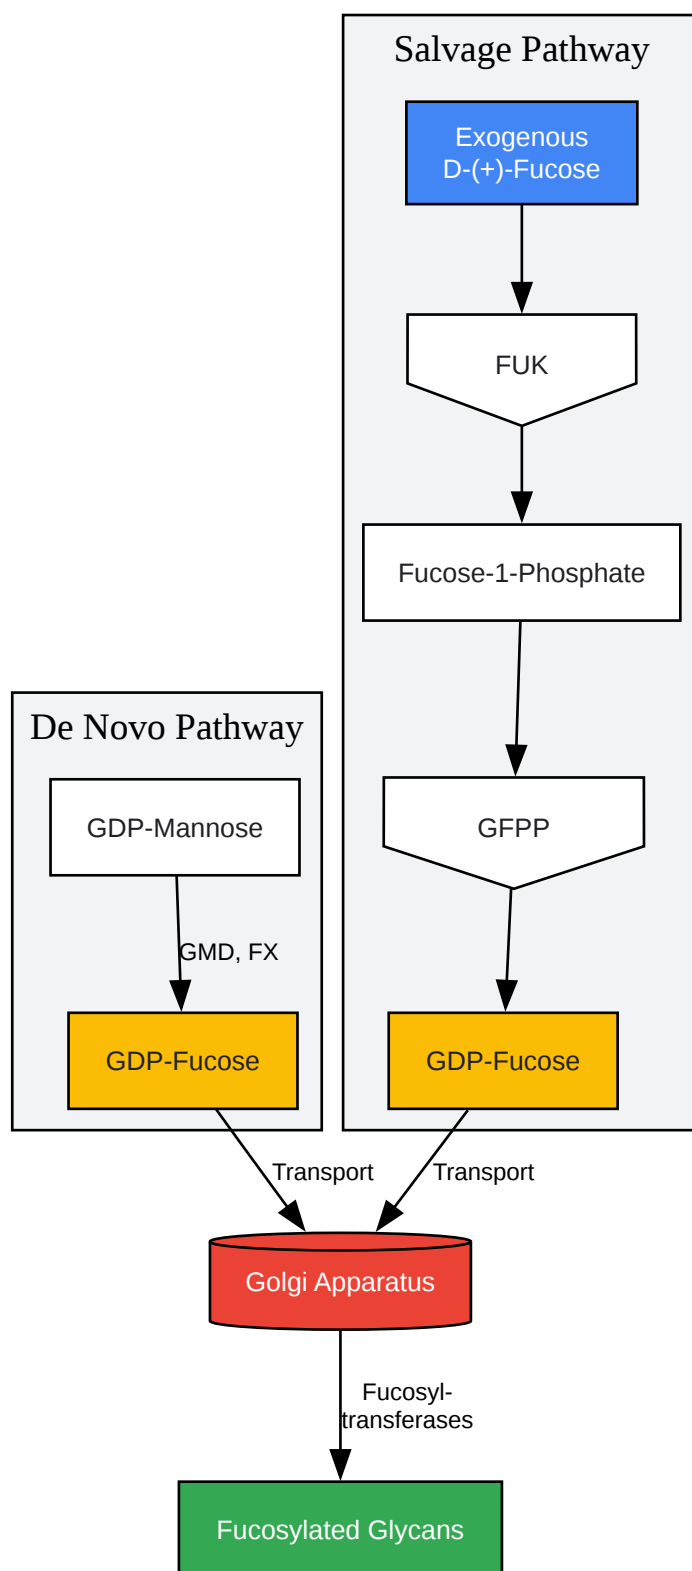 Salvage Pathway
Exogenous
D-(+)-Fucose
FUK
Fucose-1-Phosphate
De Novo Pathway
GDP-Mannose
GFPP
GMD, FX
GDP-Fucose
GDP-Fucose
Transport
Transport
Golgi Apparatus
Fucosyl-
transferases
Fucosylated Glycans